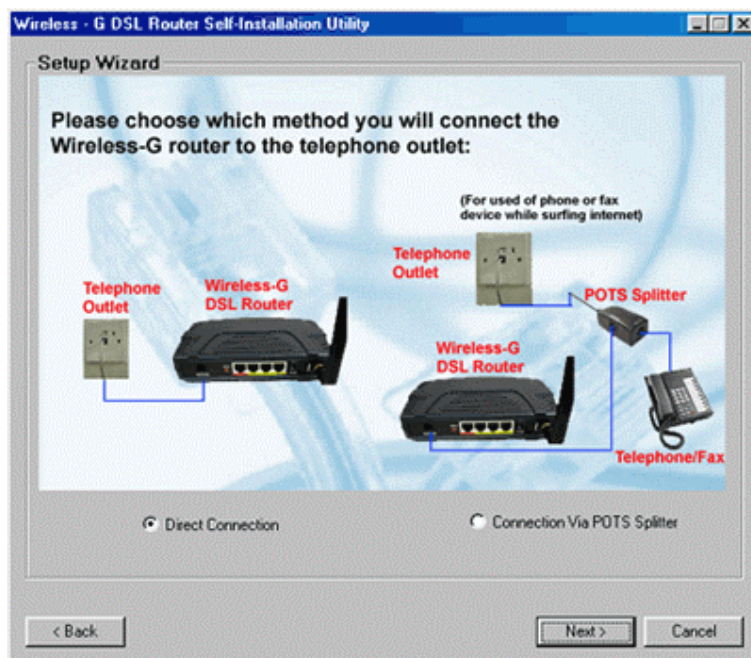 Wireless - G DSL Router Self-Installation Utility
Setup Wizard
Please choose which method you will connect the
Wireless-G router to the telephone outlet:
(For used of phone or fax
device while surfing internet)
Telephone
Outlet
Wireless-G
DSL Router
Telephone
Outlet
POTS Splitter
Wireless-G
DSL Router
Telephone/Fax
Direct Connection
Connection Via POTS Splitter
< Back
Next >
Cancel